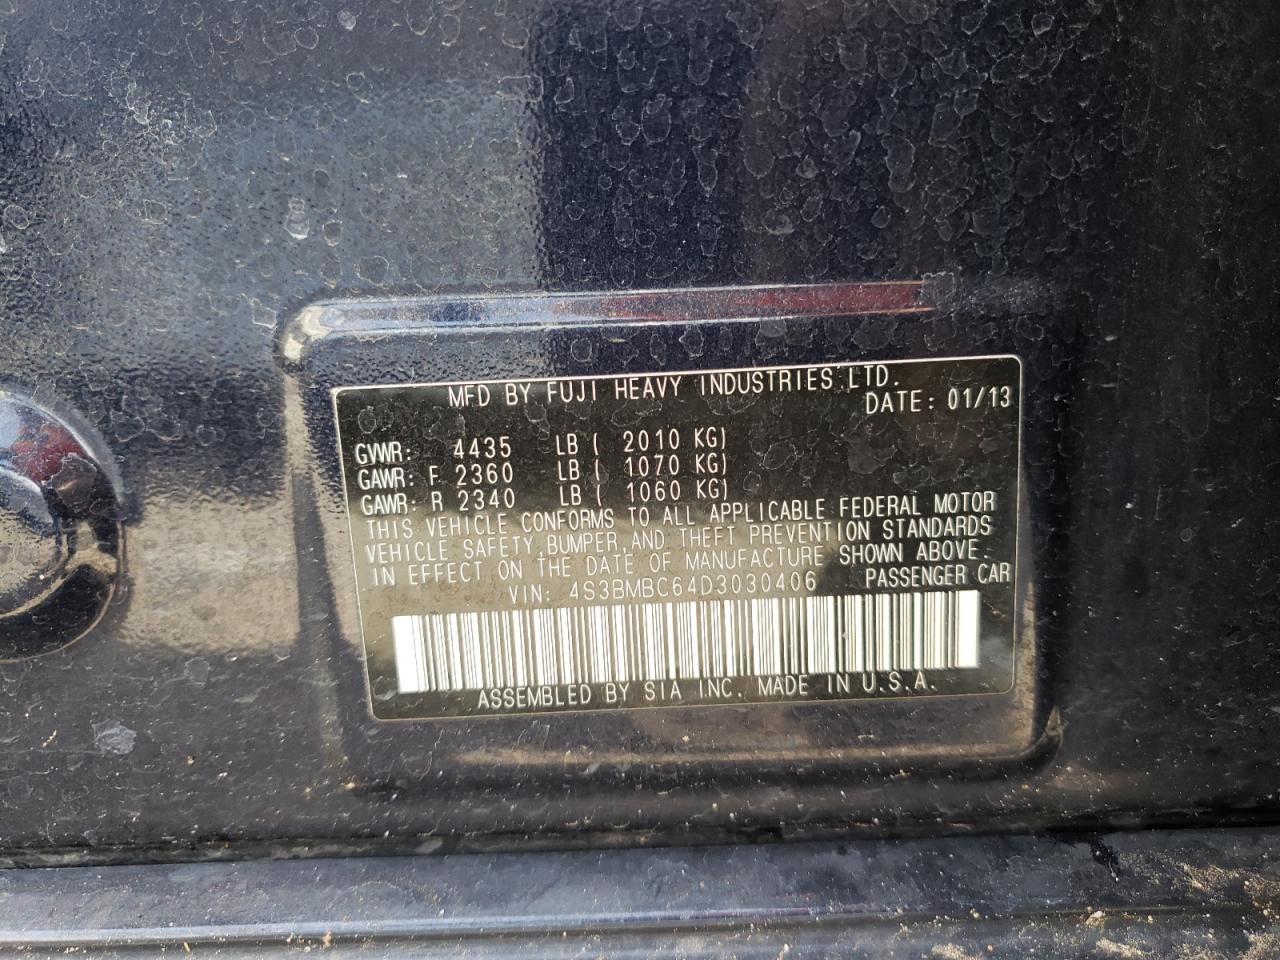 MFD BY FUJI HEAVY INDUSTRIES LTD.
DATE: 01/13
GVWR: 4435 LB ( 2010 KG)
GAWR: F 2360 LB ( 1070 KG)
GAWR: R 2340 LB ( 1060 KG)
THIS VEHICLE CONFORMS TO ALL APPLICABLE FEDERAL MOTOR
VEHICLE SAFETY, BUMPER, AND THEFT PREVENTION STANDARDS
IN EFFECT ON THE DATE OF MANUFACTURE SHOWN ABOVE.
VIN: 4S3BMBC64D3030406 PASSENGER CAR
ASSEMBLED BY SIA INC. MADE IN U.S.A.